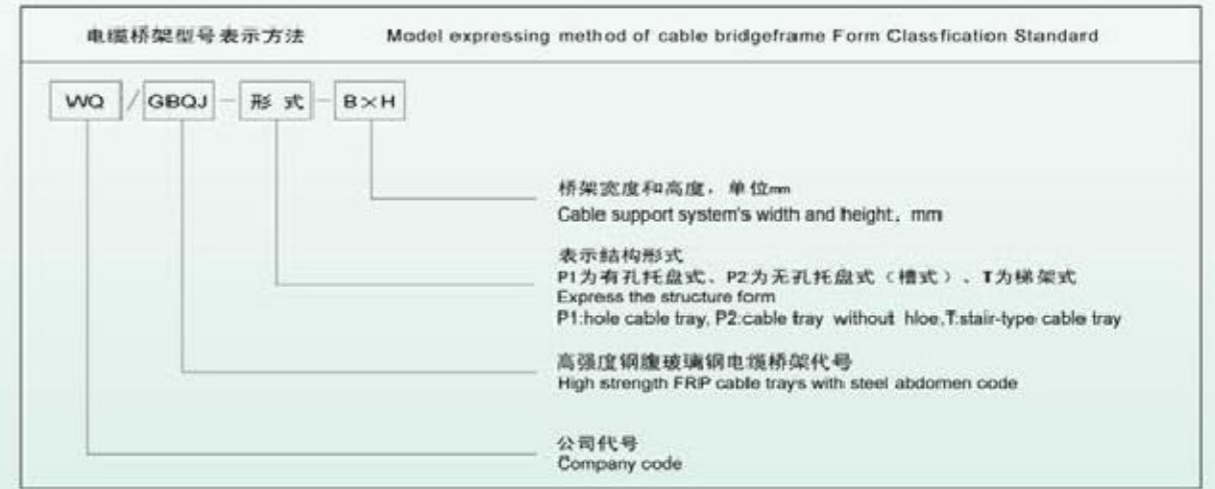 电缆桥架型号表示方法 Model expressing method of cable bridgeframe Form Classfication Standard
WQ / GBQJ - 形式 - B×H
桥架宽度和高度，单位mm
Cable support system's width and height, mm
表示结构形式
P1为有孔托盘式、P2为无孔托盘式（槽式）、T为梯架式
Express the structure form
P1:hole cable tray, P2:cable tray without hloe,T:stair-type cable tray
高强度钢腹玻璃钢电缆桥架代号
High strength FRP cable trays with steel abdomen code
公司代号
Company code